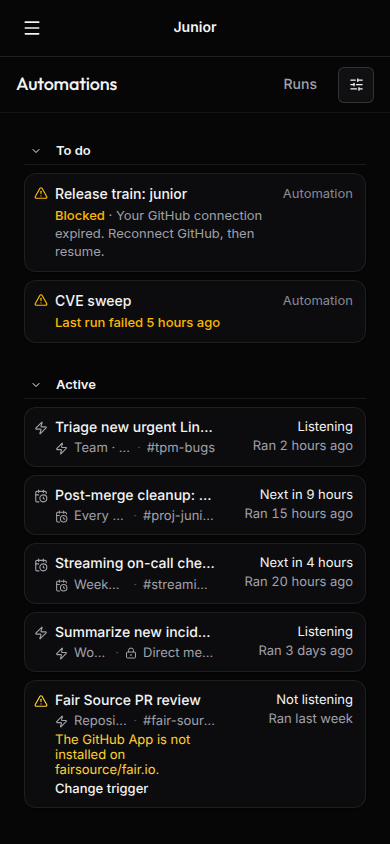 Junior
Automations
Runs
To do
Release train: junior
Automation
Blocked · Your GitHub connection
expired. Reconnect GitHub, then
resume.
CVE sweep
Automation
Last run failed 5 hours ago
Active
Triage new urgent Lin...
Listening
Team · ... · #tpm-bugs
Ran 2 hours ago
Post-merge cleanup: ...
Next in 9 hours
Every ... · #proj-juni...
Ran 15 hours ago
Streaming on-call che...
Next in 4 hours
Week... · #streami...
Ran 20 hours ago
Summarize new incid...
Listening
Wo... · Direct me...
Ran 3 days ago
Fair Source PR review
Not listening
Reposi... · #fair-sour...
Ran last week
The GitHub App is not
installed on
fairsource/fair.io.
Change trigger